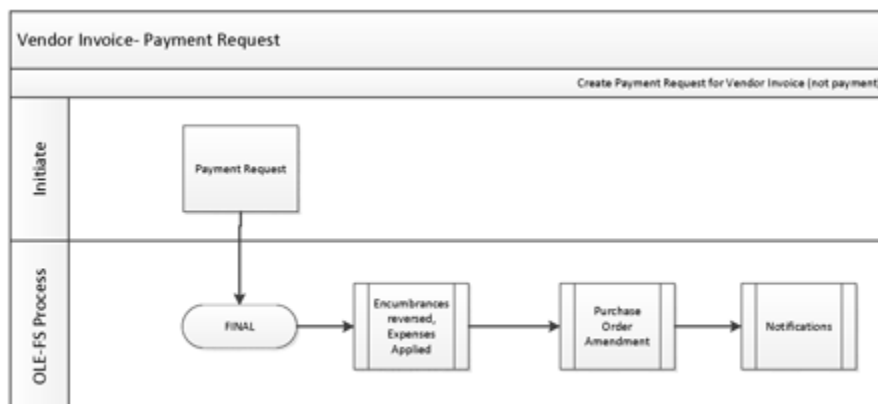 Vendor Invoice- Payment Request
Create Payment Request for Vendor Invoice (not payment)
Initiate
Payment Request
OLE-FS Process
FINAL
Encumbrances
reversed,
Expenses
Applied
Purchase
Order
Amendment
Notifications